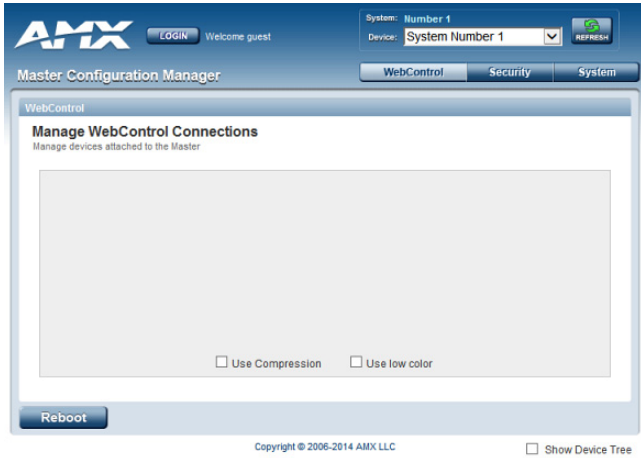 AMX LOGIN Welcome guest
System: Number 1
Device: System Number 1 REFRESH
Master Configuration Manager
WebControl Security System
WebControl
Manage WebControl Connections
Manage devices attached to the Master
Use Compression Use low color
Reboot
Copyright © 2006-2014 AMX LLC
Show Device Tree